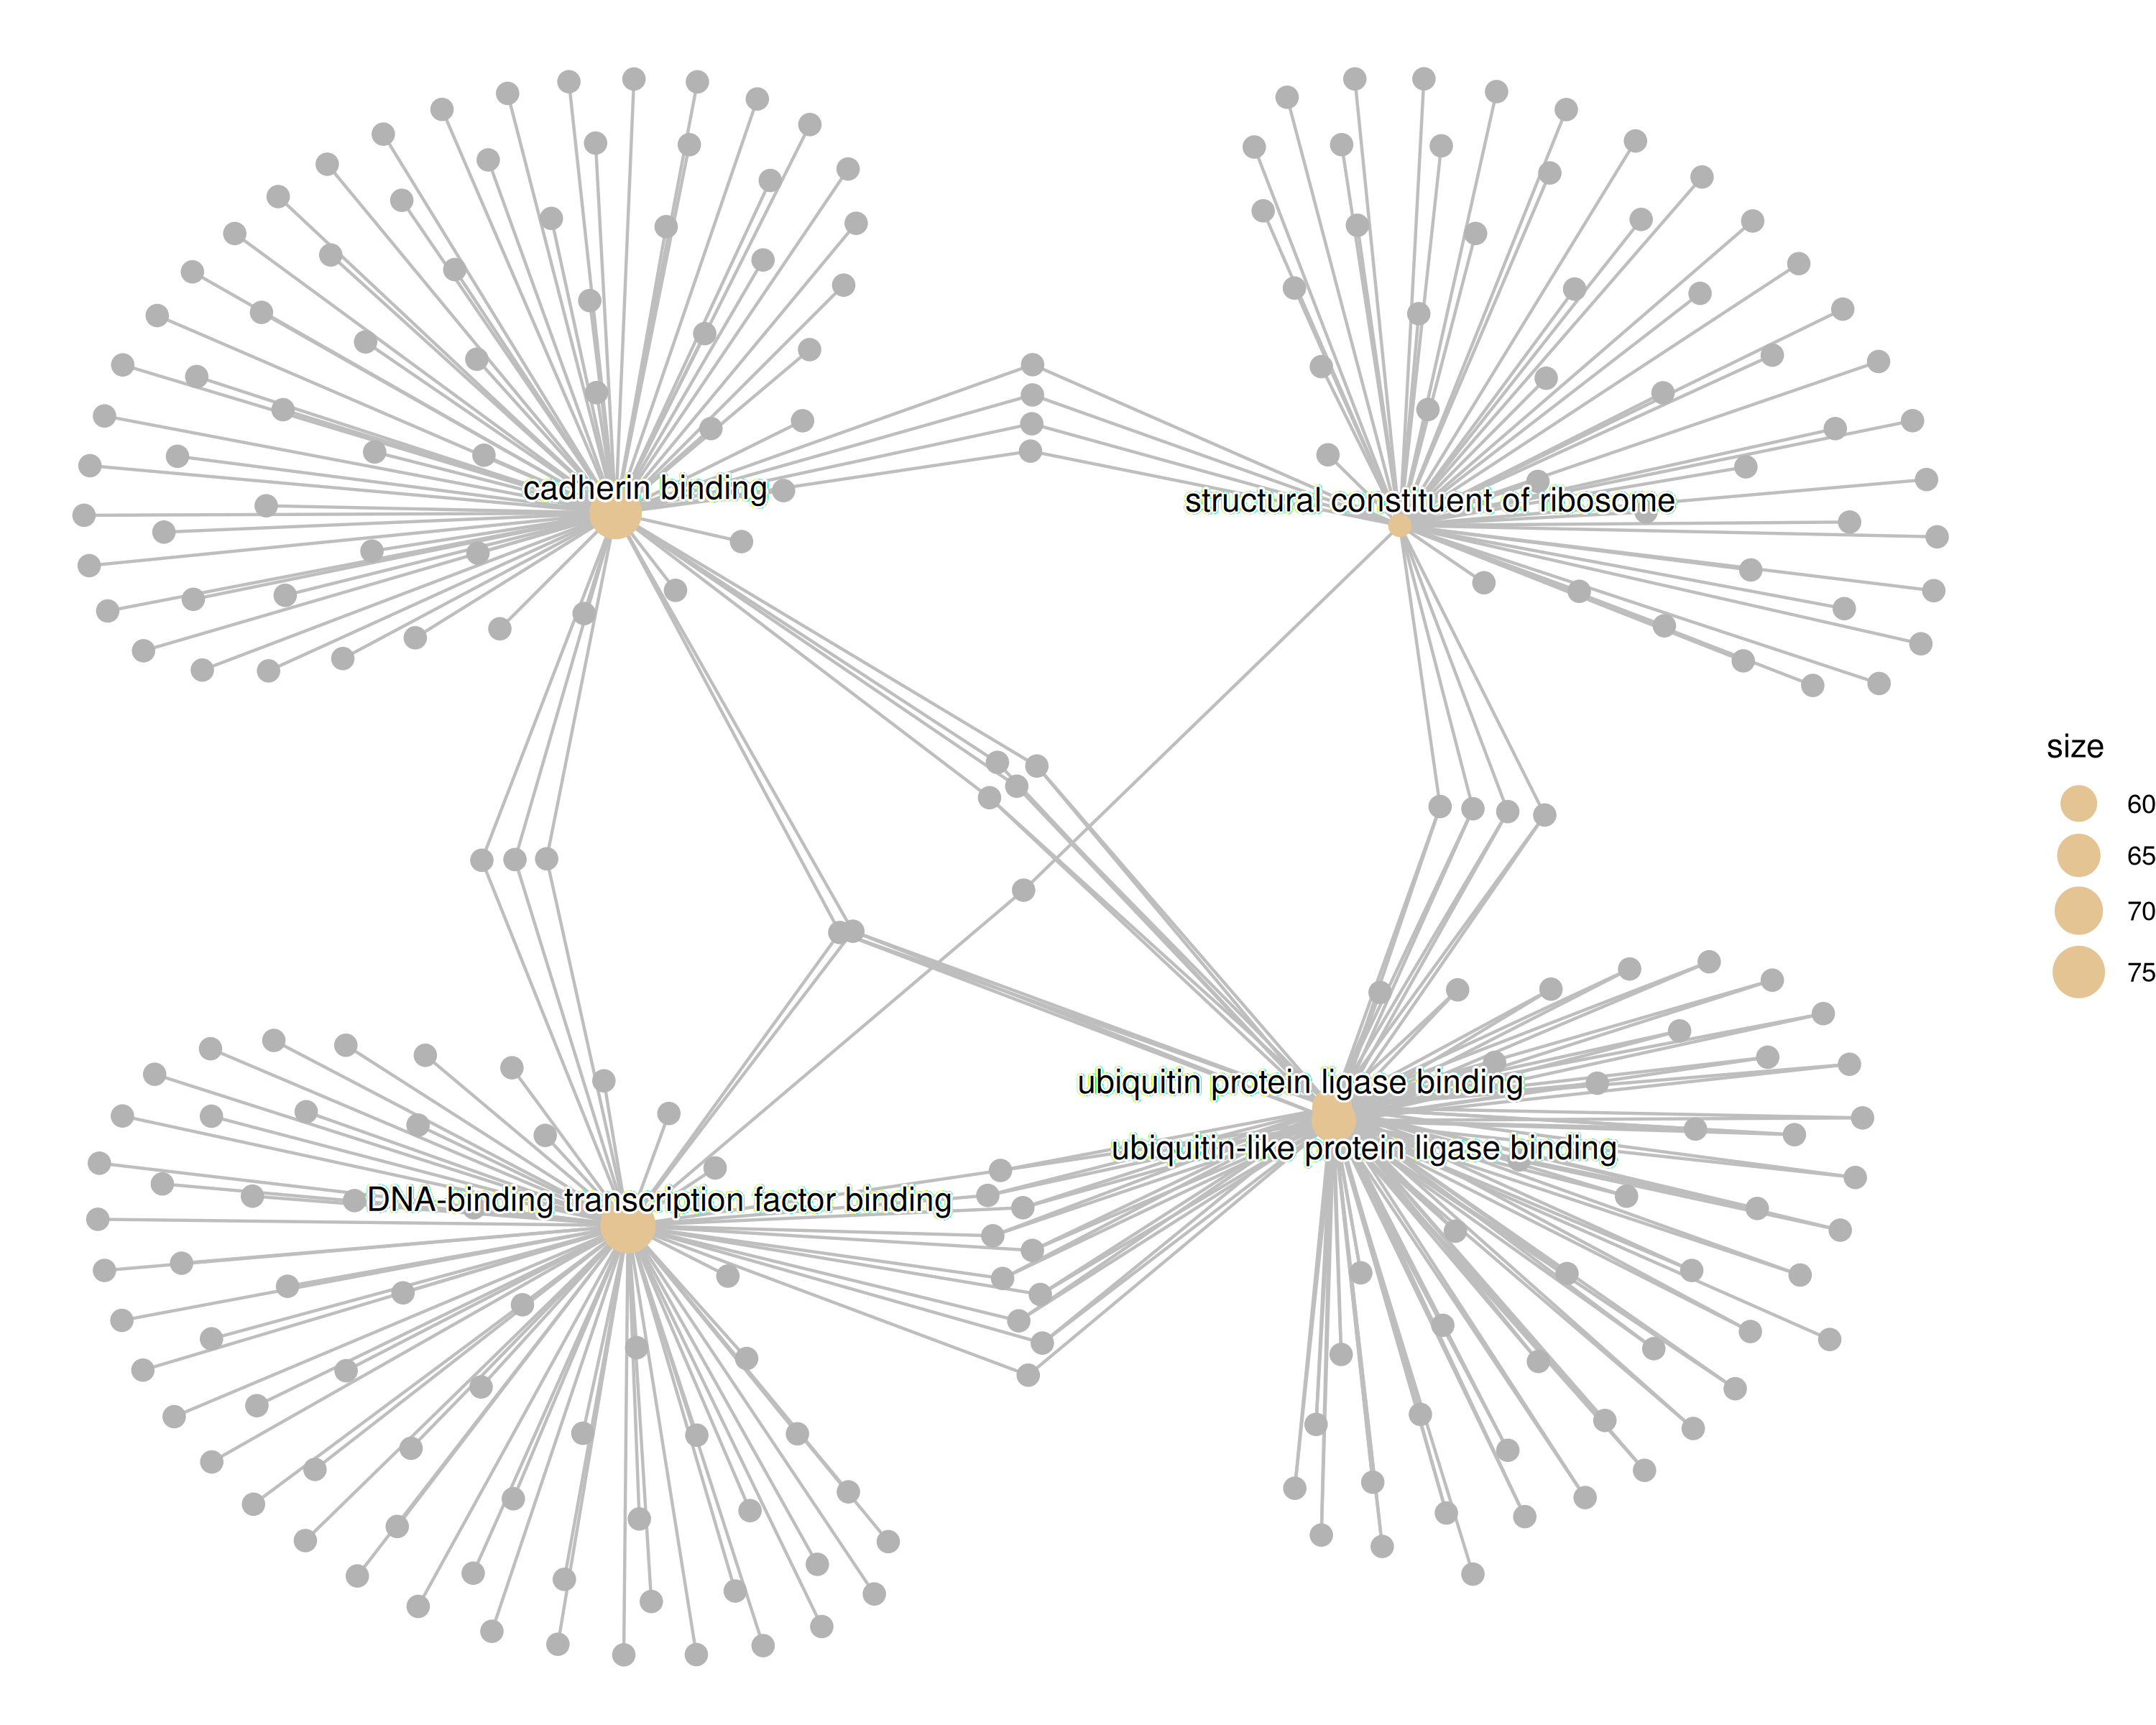 cadherin binding
structural constituent of ribosome
size
60
65
70
75
ubiquitin protein ligase binding
ubiquitin-like protein ligase binding
DNA-binding transcription factor binding